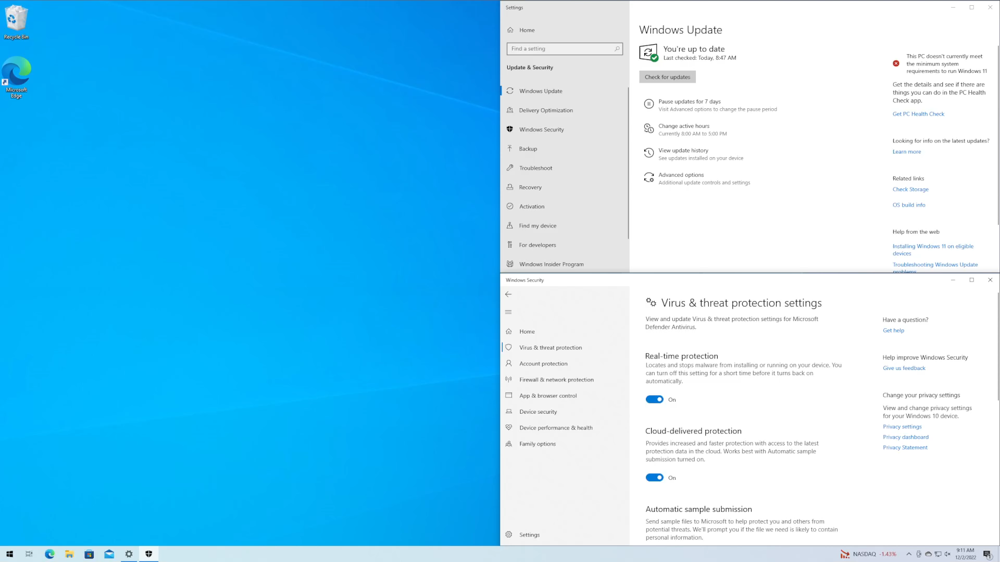 Recycle Bin
Microsoft
Edge
Settings
Home
Find a setting
Update & Security
Windows Update
Delivery Optimization
Windows Security
Backup
Troubleshoot
Recovery
Activation
Find my device
For developers
Windows Insider Program
Windows Update
You're up to date
Last checked: Today, 8:47 AM
Check for updates
Pause updates for 7 days
Visit Advanced options to change the pause period
Change active hours
Currently 8:00 AM to 5:00 PM
View update history
See updates installed on your device
Advanced options
Additional update controls and settings
This PC doesn't currently meet
the minimum system
requirements to run Windows 11
Get the details and see if there are
things you can do in the PC Health
Check app.
Get PC Health Check
Looking for info on the latest updates?
Learn more
Related links
Check Storage
OS build info
Help from the web
Installing Windows 11 on eligible
devices
Troubleshooting Windows Update
problems
Windows Security
Home
Virus & threat protection
Account protection
Firewall & network protection
App & browser control
Device security
Device performance & health
Family options
Settings
Virus & threat protection settings
View and update Virus & threat protection settings for Microsoft
Defender Antivirus.
Real-time protection
Locates and stops malware from installing or running on your device. You
can turn off this setting for a short time before it turns back on
automatically.
On
Cloud-delivered protection
Provides increased and faster protection with access to the latest
protection data in the cloud. Works best with Automatic sample
submission turned on.
On
Automatic sample submission
Send sample files to Microsoft to help protect you and others from
potential threats. We'll prompt you if the file we need is likely to contain
personal information.
Have a question?
Get help
Help improve Windows Security
Give us feedback
Change your privacy settings
View and change privacy settings
for your Windows 10 device.
Privacy settings
Privacy dashboard
Privacy Statement
NASDAQ -1.43%
9:11 AM
12/2/2022
1